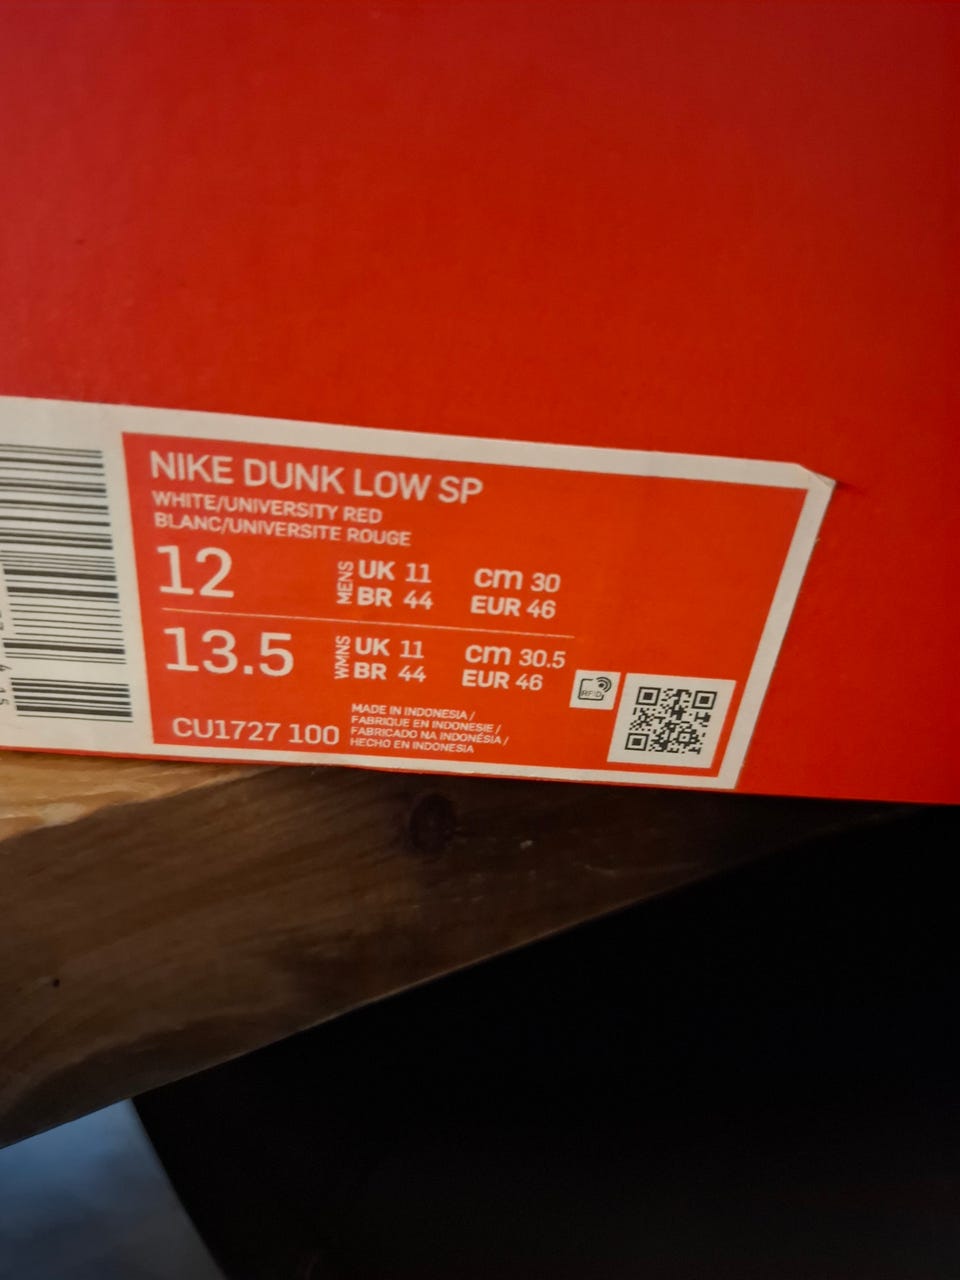 NIKE DUNK LOW SP
WHITE/UNIVERSITY RED
BLANC/UNIVERSITE ROUGE
12
MENS
UK 11
BR 44
cm 30
EUR 46
13.5
WMNS
UK 11
BR 44
cm 30.5
EUR 46
RFID
CU1727 100
MADE IN INDONESIA /
FABRIQUE EN INDONESIE /
FABRICADO NA INDONÉSIA /
HECHO EN INDONESIA